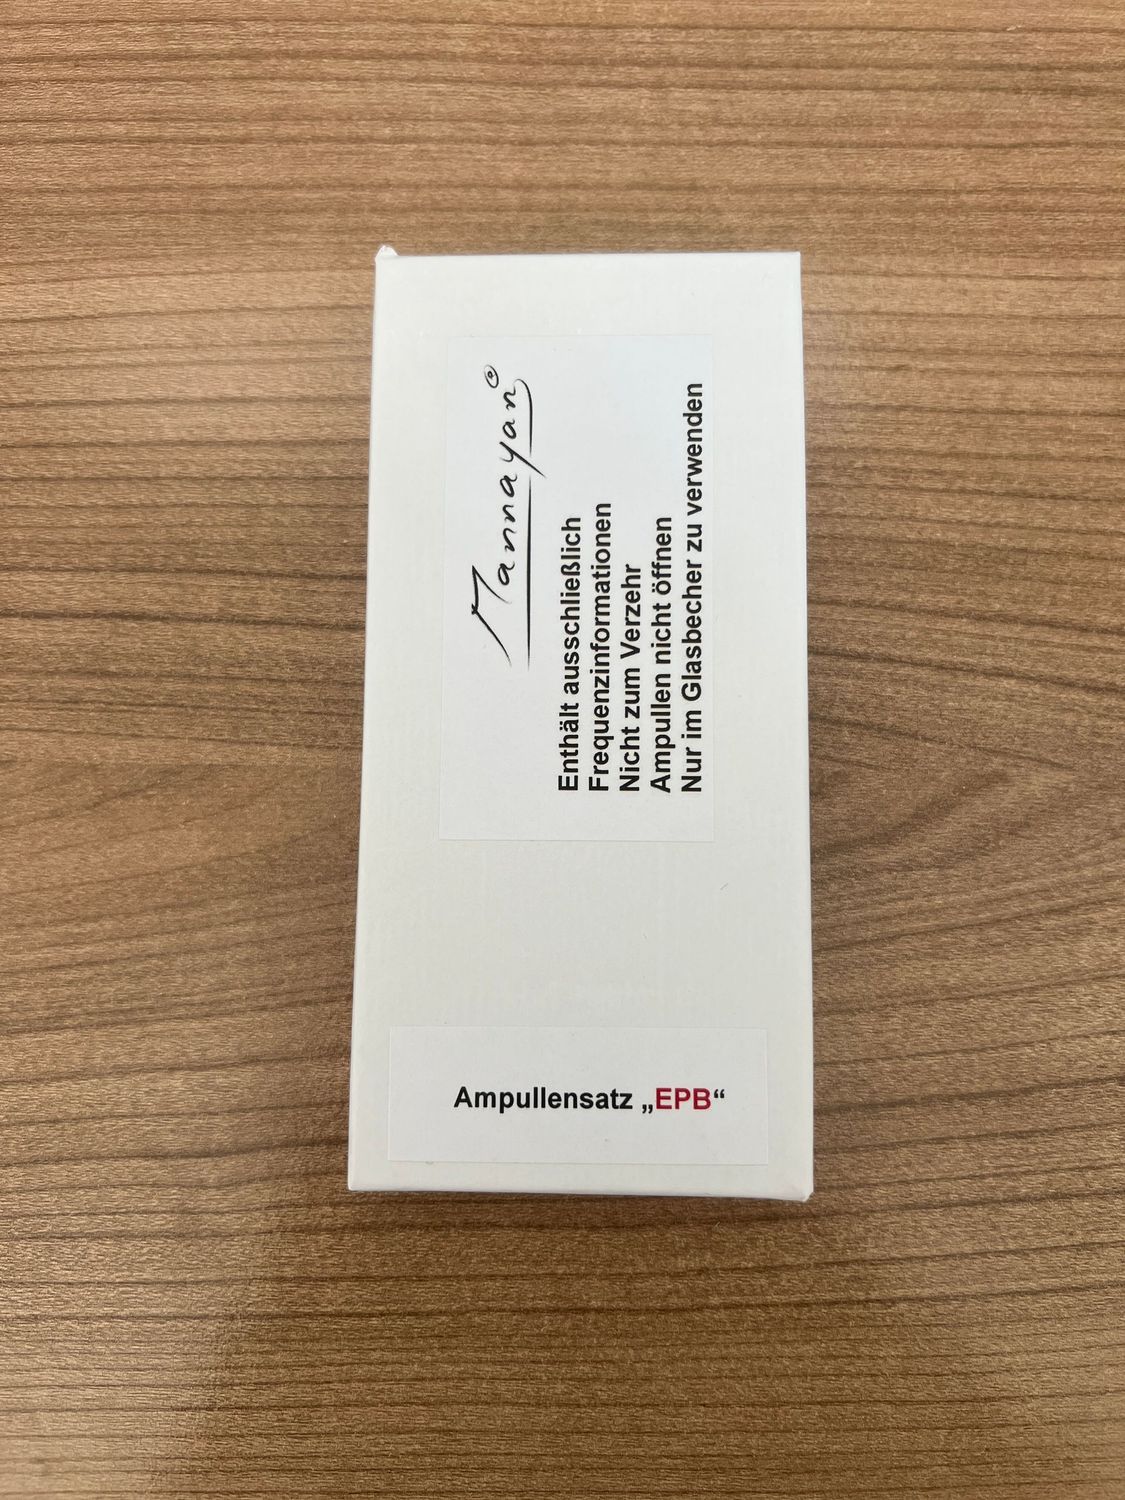 Mannayan®
Enthält ausschließlich
Frequenzinformationen
Nicht zum Verzehr
Ampullen nicht öffnen
Nur im Glasbecher zu verwenden
Ampullensatz „EPB“